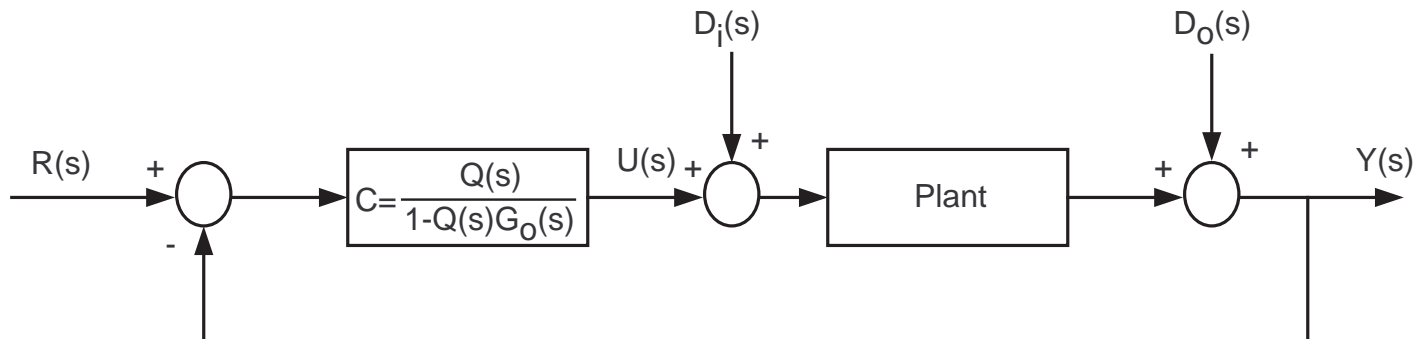 Di(s)
Do(s)
R(s)
+
-
C=Q(s)/1-Q(s)Go(s)
U(s)
+
+
Plant
+
+
Y(s)